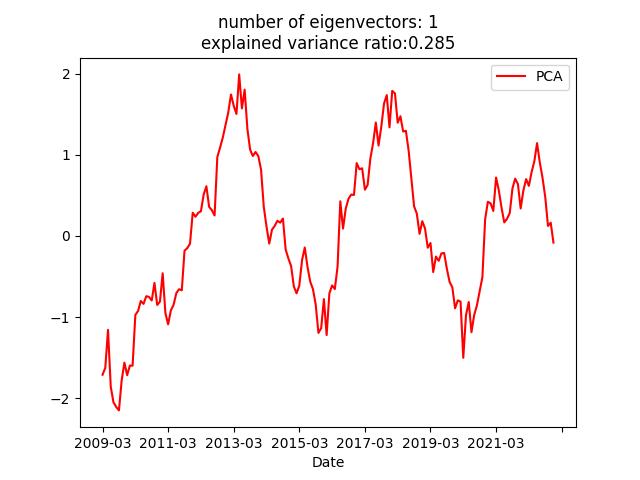 number of eigenvectors: 1
explained variance ratio:0.285
PCA
2
1
0
−1
−2
2009-03 2011-03 2013-03 2015-03 2017-03 2019-03 2021-03
Date